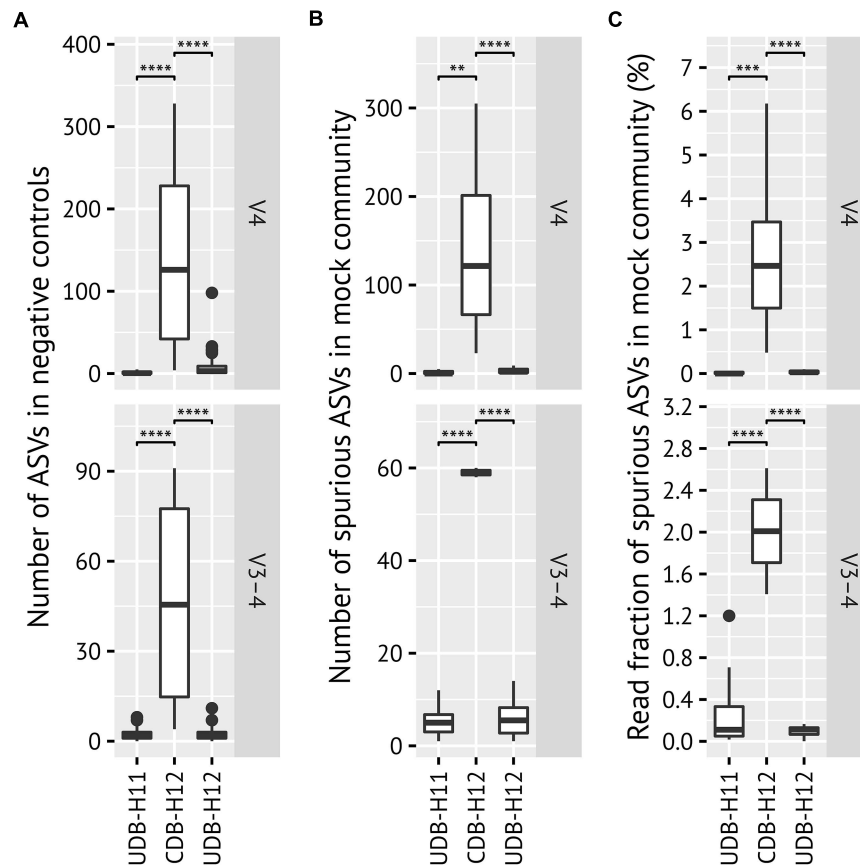 A
Number of ASVs in negative controls
400
300
200
100
0
****
****
V4
90
60
30
0
****
****
V3–4
UDB-H11
CDB-H12
UDB-H12
B
Number of spurious ASVs in mock community
300
200
100
0
**
****
V4
60
40
20
0
****
****
V3–4
UDB-H11
CDB-H12
UDB-H12
C
Read fraction of spurious ASVs in mock community (%)
7
6
5
4
3
2
1
0
***
****
V4
3.2
2.8
2.4
2.0
1.6
1.2
0.8
0.4
0.0
****
****
V3–4
UDB-H11
CDB-H12
UDB-H12